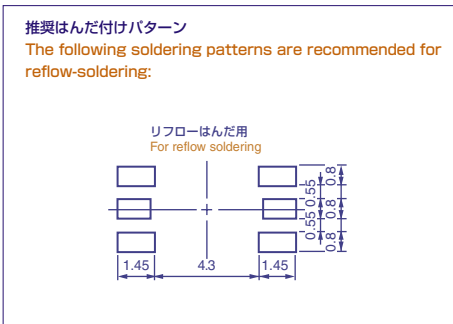 推奨はんだ付けパターン
The following soldering patterns are recommended for
reflow-soldering:
リフローはんだ用
For reflow soldering
0.8
0.55
0.8
0.55
0.8
1.45
4.3
1.45